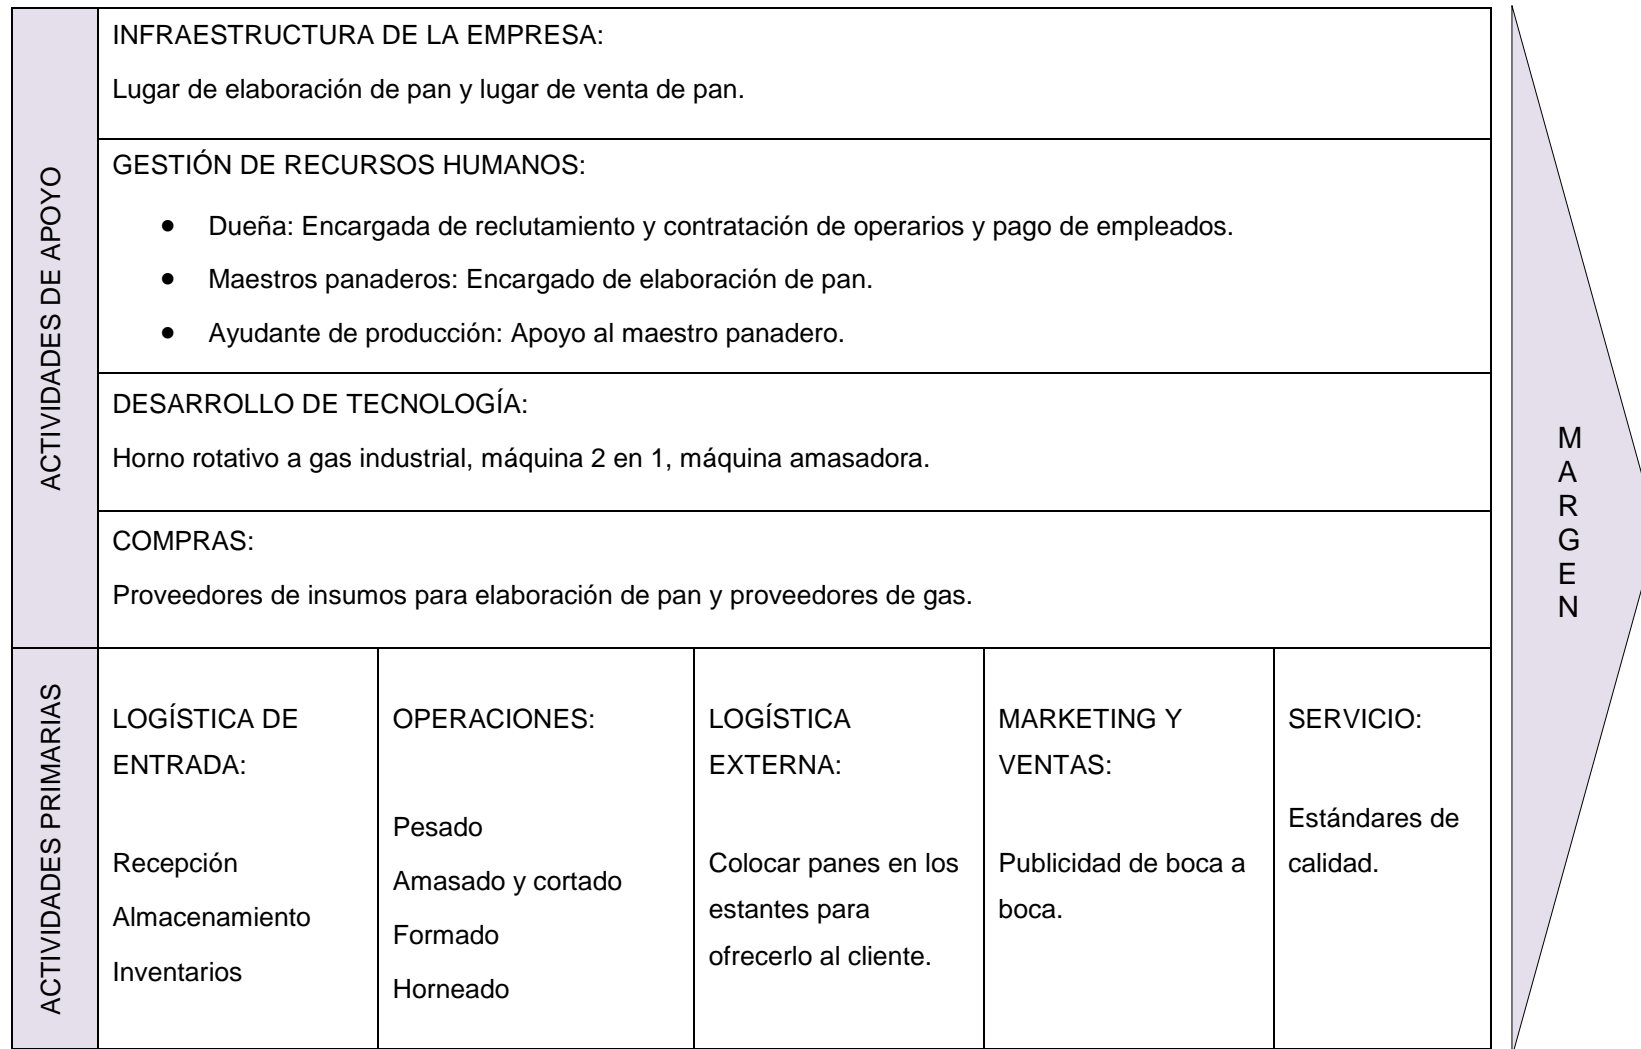 ACTIVIDADES DE APOYO
INFRAESTRUCTURA DE LA EMPRESA:
Lugar de elaboración de pan y lugar de venta de pan.
GESTIÓN DE RECURSOS HUMANOS:
● Dueña: Encargada de reclutamiento y contratación de operarios y pago de empleados.
● Maestros panaderos: Encargado de elaboración de pan.
● Ayudante de producción: Apoyo al maestro panadero.
DESARROLLO DE TECNOLOGÍA:
Horno rotativo a gas industrial, máquina 2 en 1, máquina amasadora.
COMPRAS:
Proveedores de insumos para elaboración de pan y proveedores de gas.
ACTIVIDADES PRIMARIAS
LOGÍSTICA DE
ENTRADA:
Recepción
Almacenamiento
Inventarios
OPERACIONES:
Pesado
Amasado y cortado
Formado
Horneado
LOGÍSTICA
EXTERNA:
Colocar panes en los
estantes para
ofrecerlo al cliente.
MARKETING Y
VENTAS:
Publicidad de boca a
boca.
SERVICIO:
Estándares de
calidad.
M
A
R
G
E
N